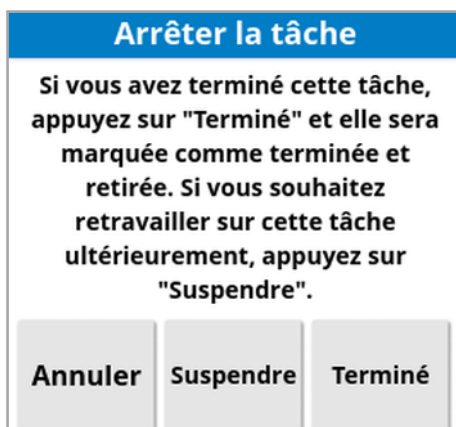 Arrêter la tâche
Si vous avez terminé cette tâche,
appuyez sur "Terminé" et elle sera
marquée comme terminée et
retirée. Si vous souhaitez
retravailler sur cette tâche
ultérieurement, appuyez sur
"Suspendre".
Annuler Suspendre Terminé